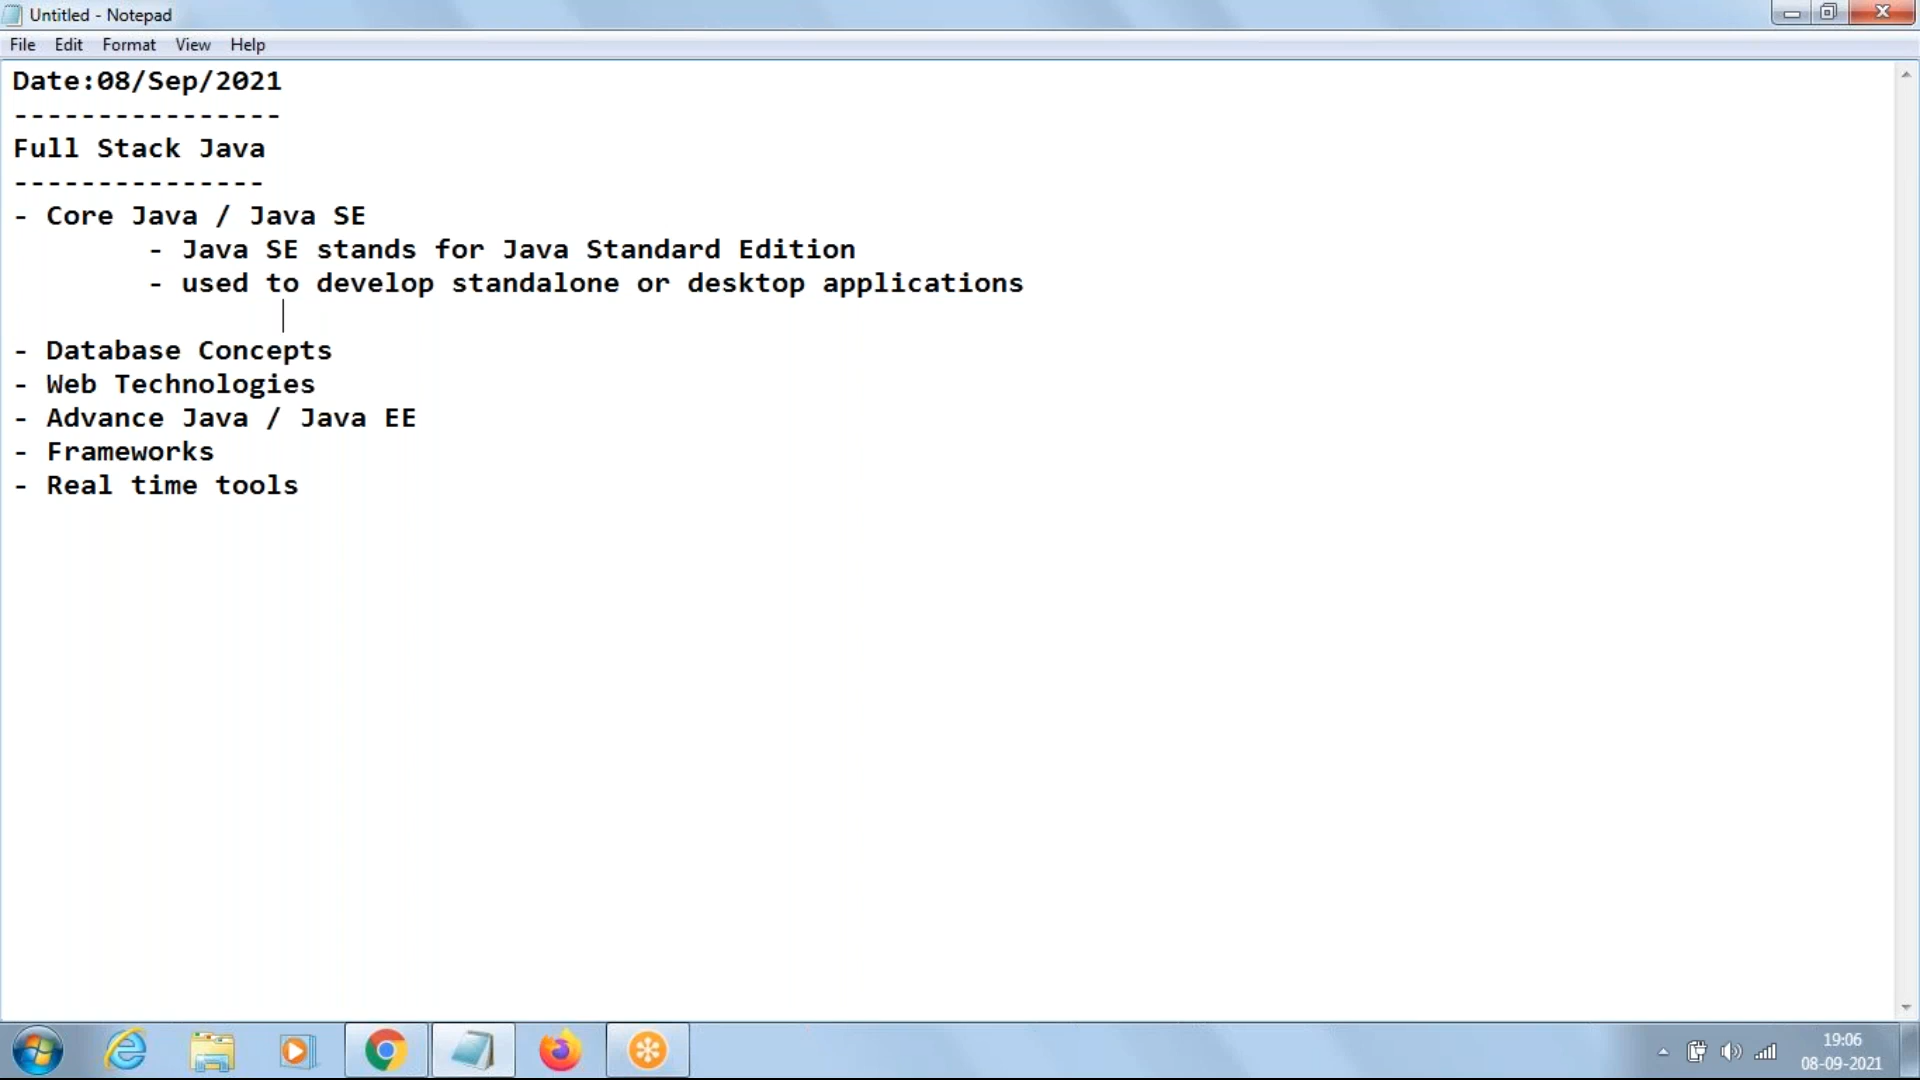 Untitled - Notepad
File Edit Format View Help
Date:08/Sep/2021
----------------
Full Stack Java
---------------
- Core Java / Java SE
        - Java SE stands for Java Standard Edition
        - used to develop standalone or desktop applications
- Database Concepts
- Web Technologies
- Advance Java / Java EE
- Frameworks
- Real time tools
19:06
08-09-2021